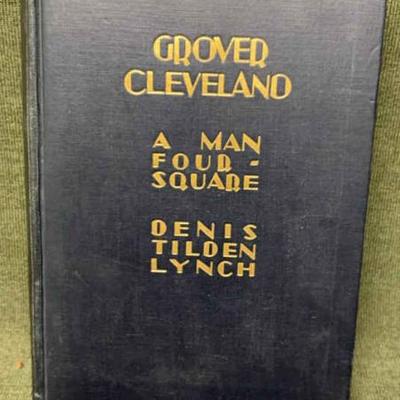 GROVER
CLEVELAND
A MAN
FOUR-
SQUARE
DENIS
TILDEN
LYNCH